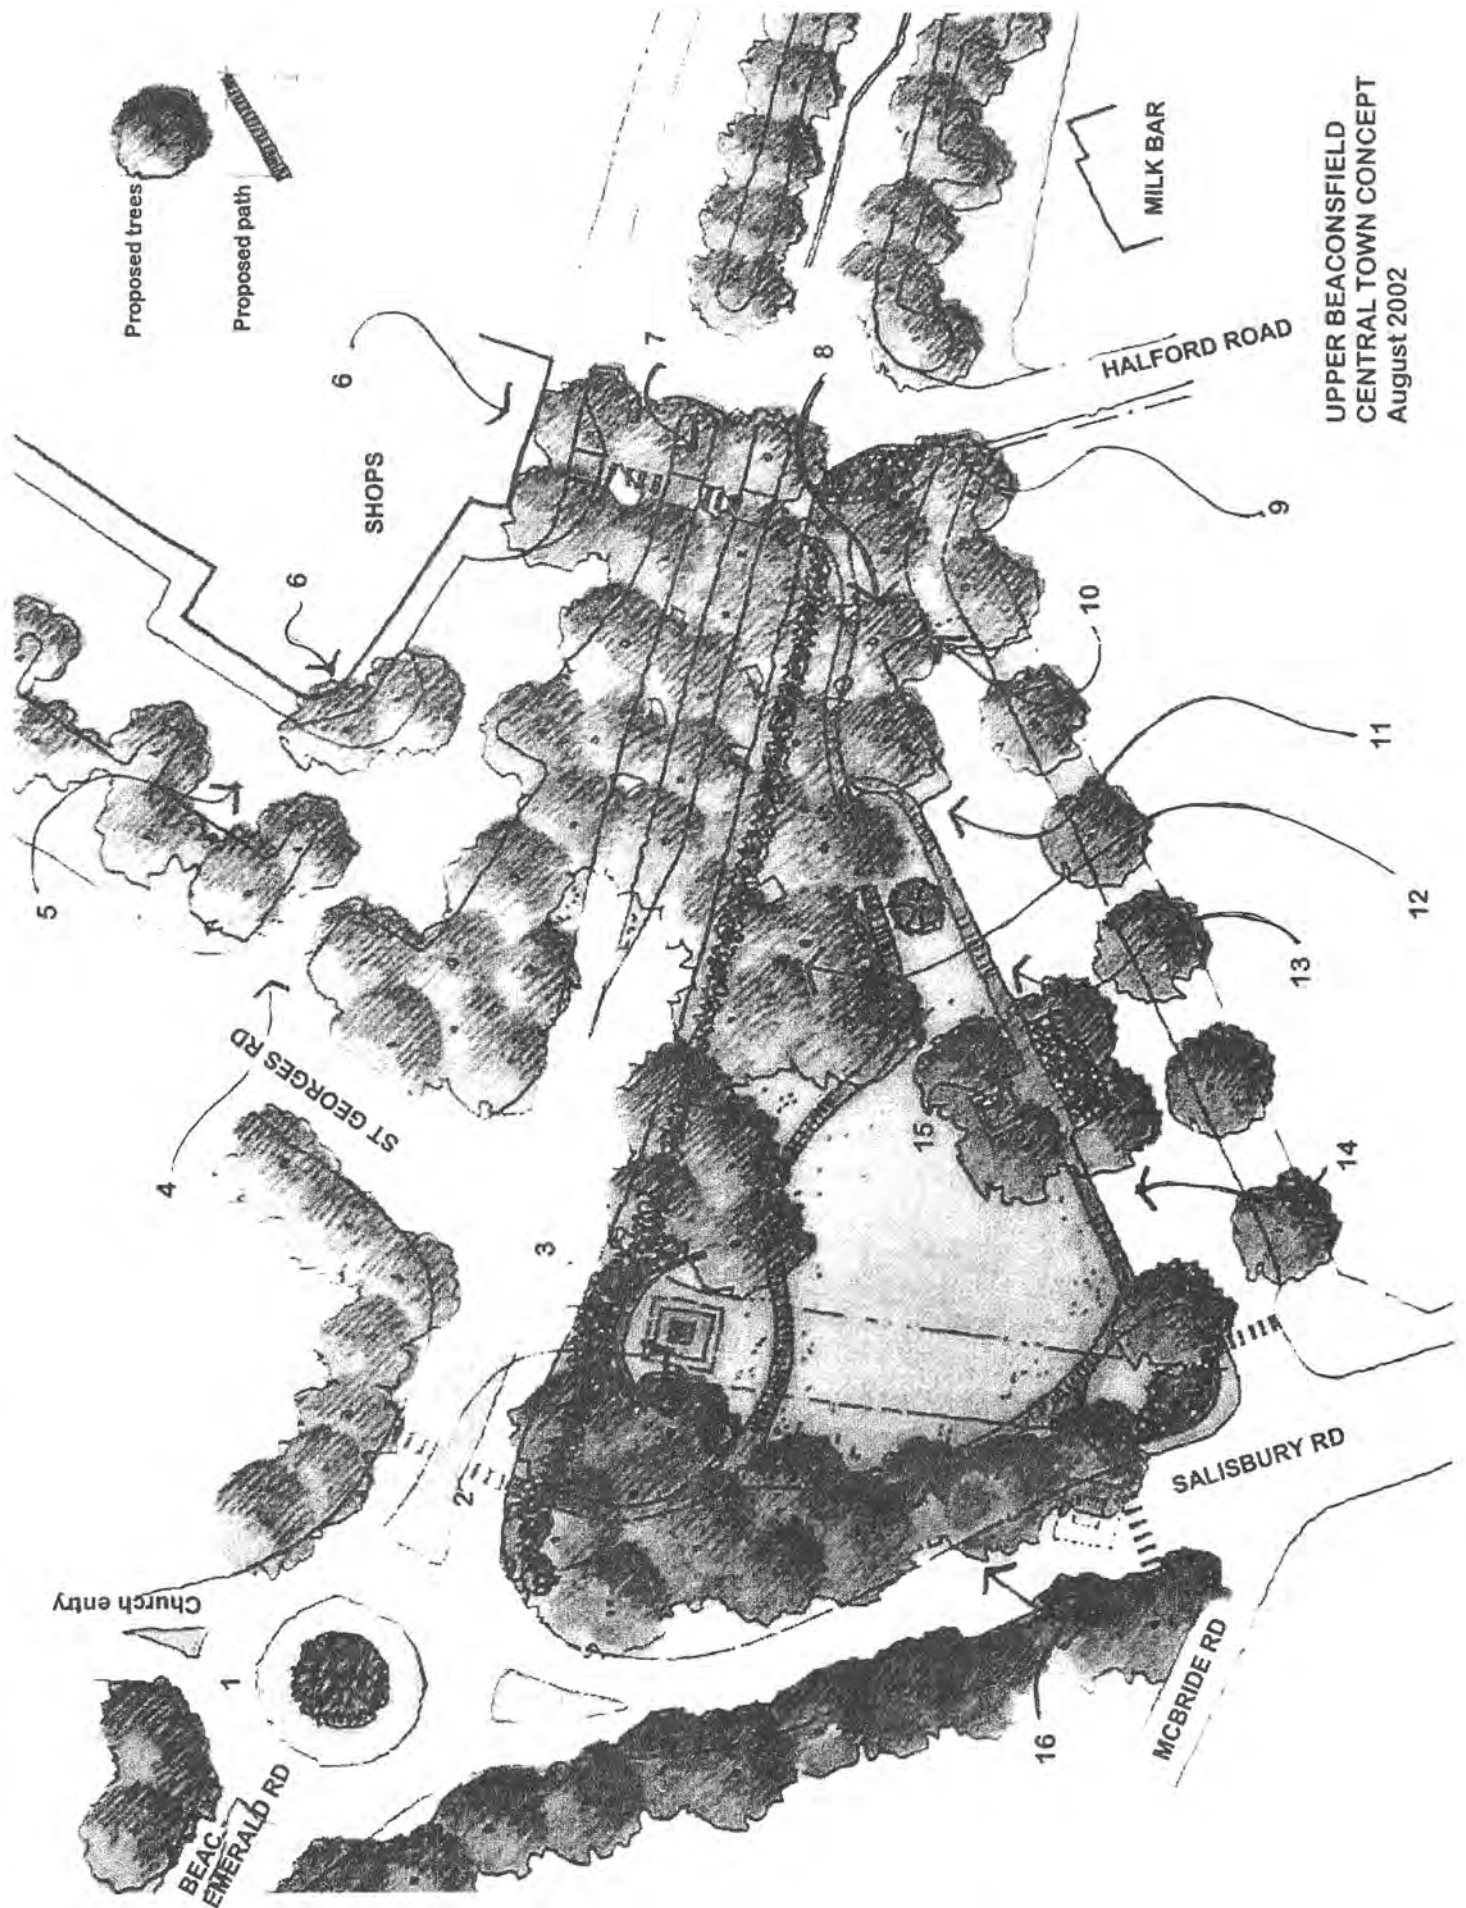 Proposed trees
Proposed path
UPPER BEACONSFIELD
CENTRAL TOWN CONCEPT
August 2002
MILK BAR
HALFORD ROAD
SHOPS
ST GEORGES RD
Church entry
BEAC.
EMERALD RD
MCBRIDE RD
SALISBURY RD
1
2
3
4
5
6
6
7
8
9
10
11
12
13
14
15
16